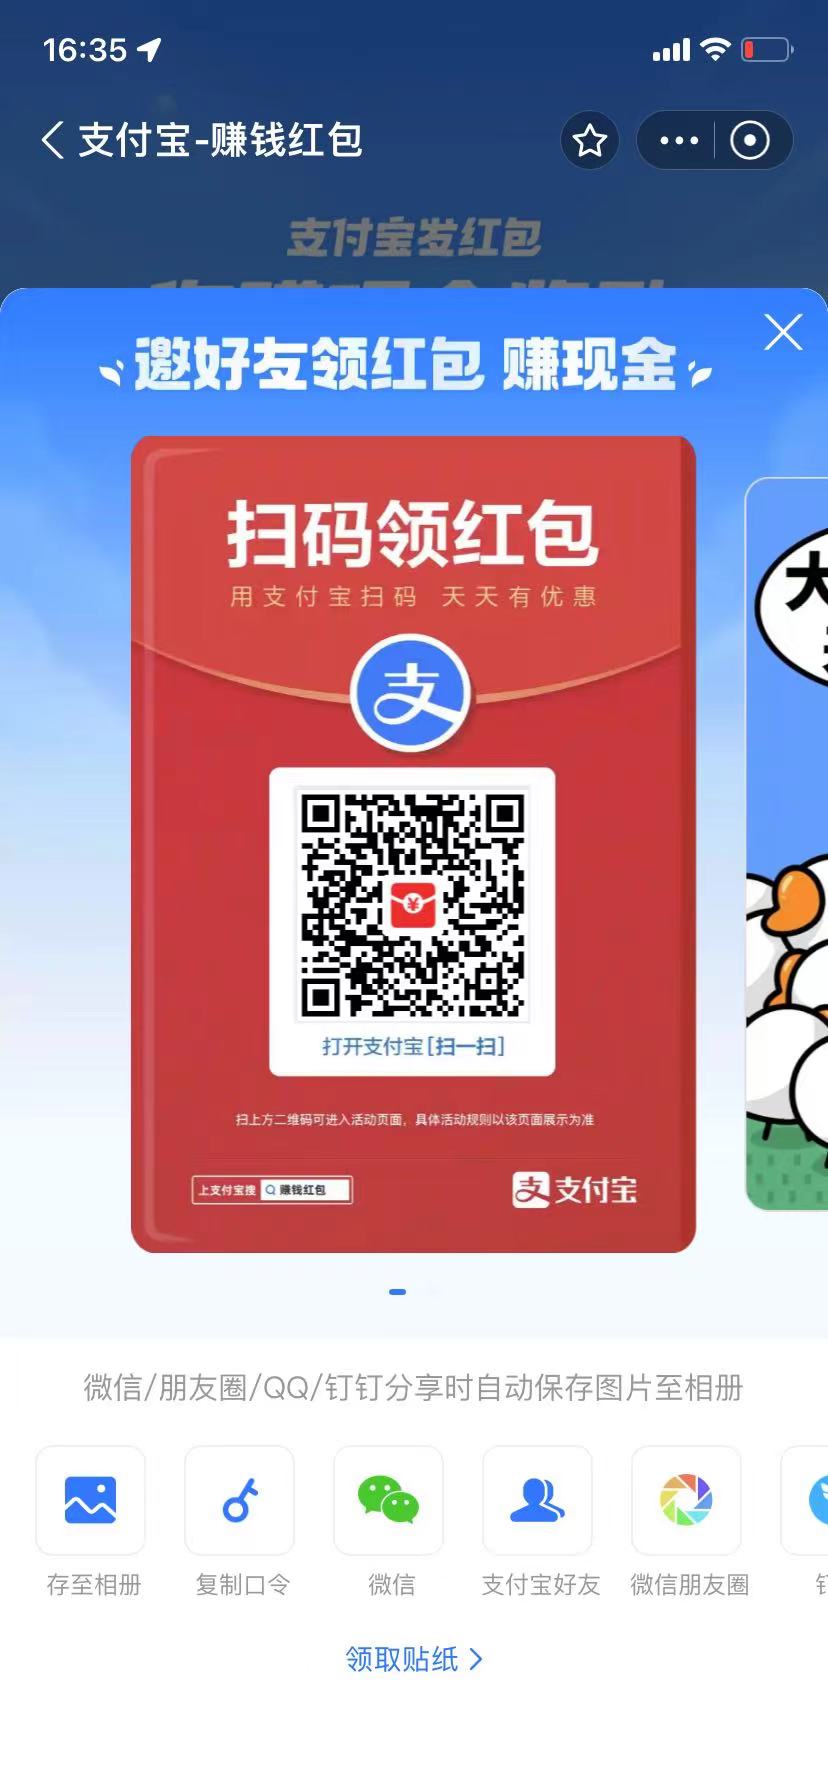 16:35
支付宝-赚钱红包
支付宝发红包
邀好友领红包 赚现金
扫码领红包
用支付宝扫码 天天有优惠
支
大
打开支付宝[扫一扫]
扫上方二维码可进入活动页面，具体活动规则以该页面展示为准
上支付宝搜 赚钱红包
支 支付宝
微信/朋友圈/QQ/钉钉分享时自动保存图片至相册
存至相册 复制口令 微信 支付宝好友 微信朋友圈 钉
领取贴纸